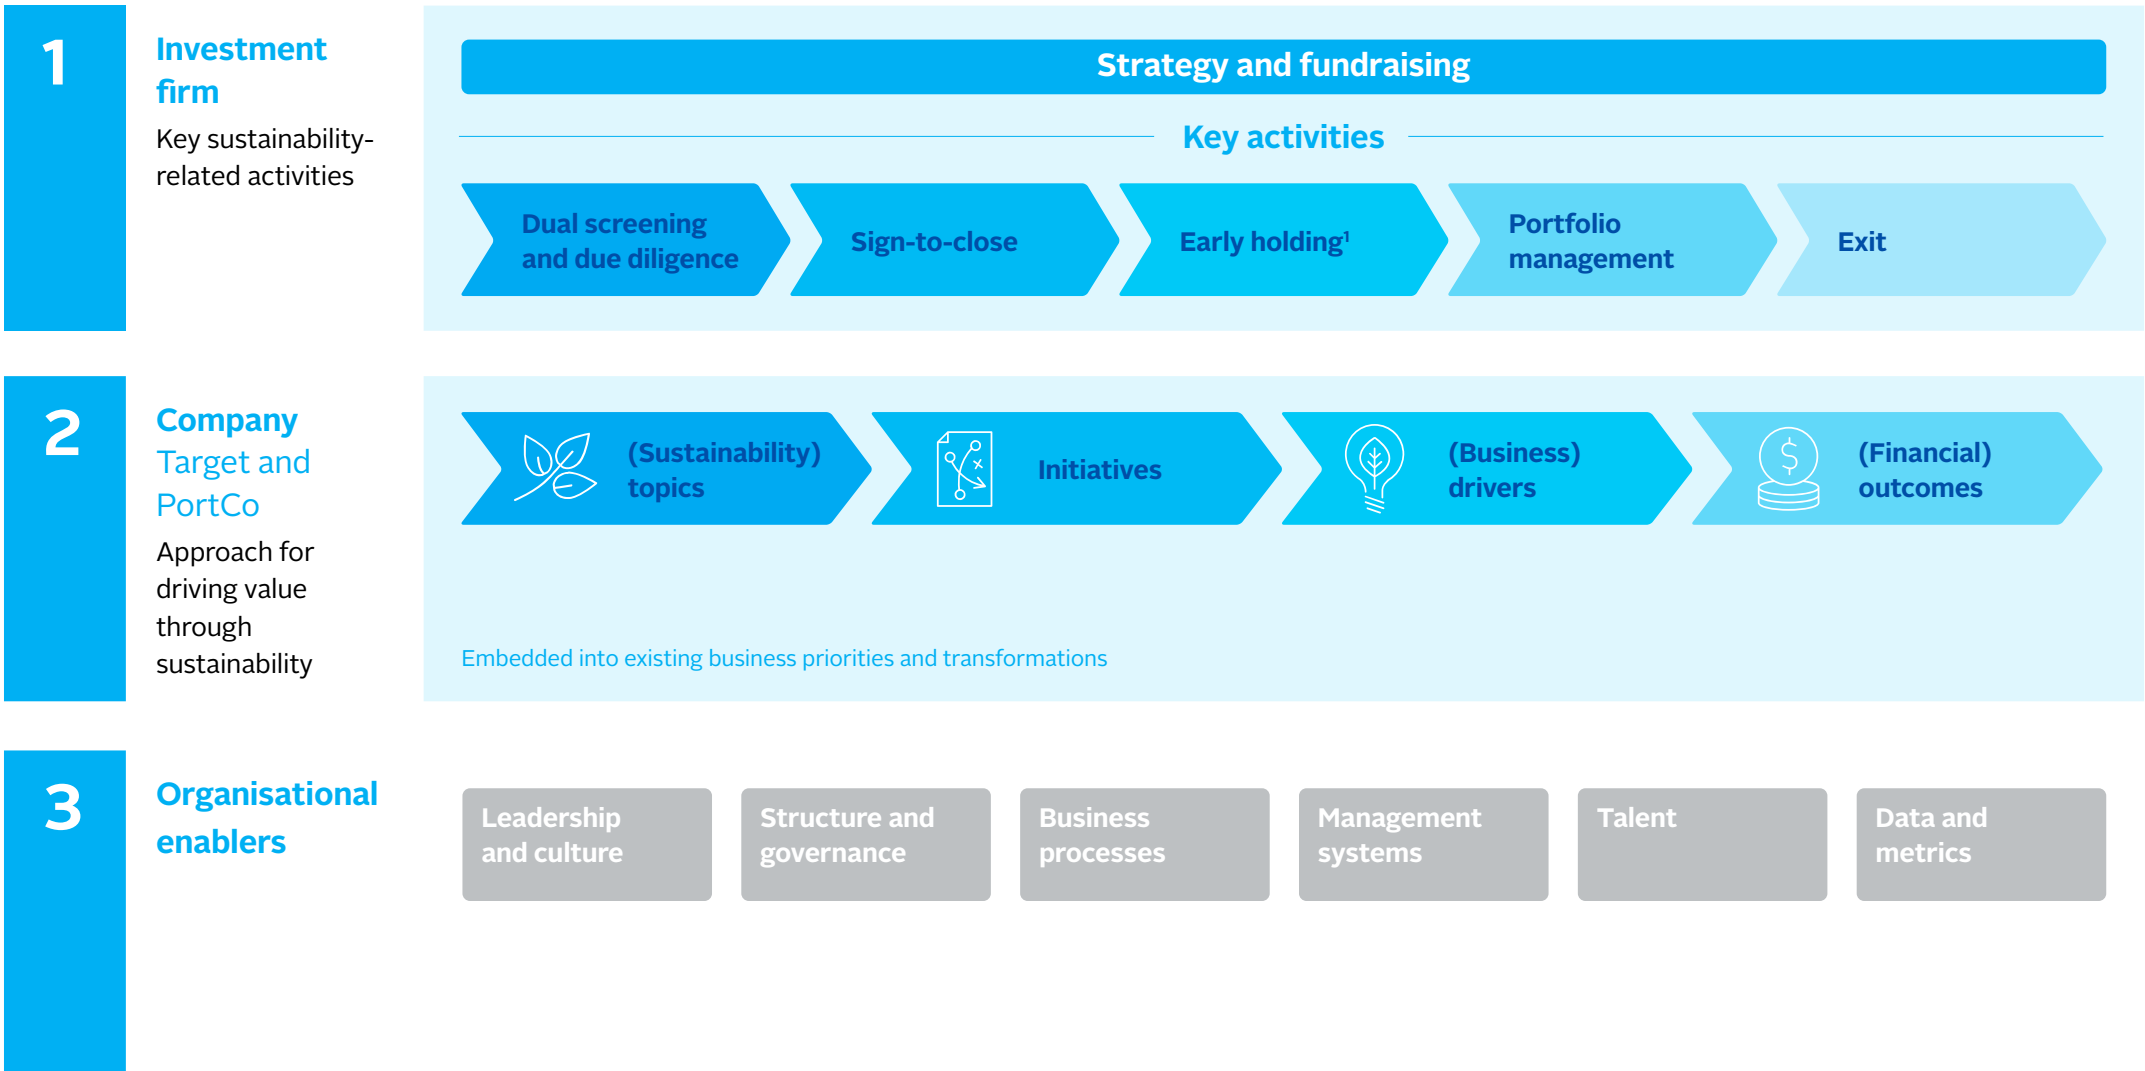 1
Investment
firm
Key sustainability-
related activities
Strategy and fundraising
Key activities
Dual screening
and due diligence
Sign-to-close
Early holding¹
Portfolio
management
Exit
2
Company
Target and
PortCo
Approach for
driving value
through
sustainability
(Sustainability)
topics
Initiatives
(Business)
drivers
$
(Financial)
outcomes
Embedded into existing business priorities and transformations
3
Organisational
enablers
Leadership
and culture
Structure and
governance
Business
processes
Management
systems
Talent
Data and
metrics